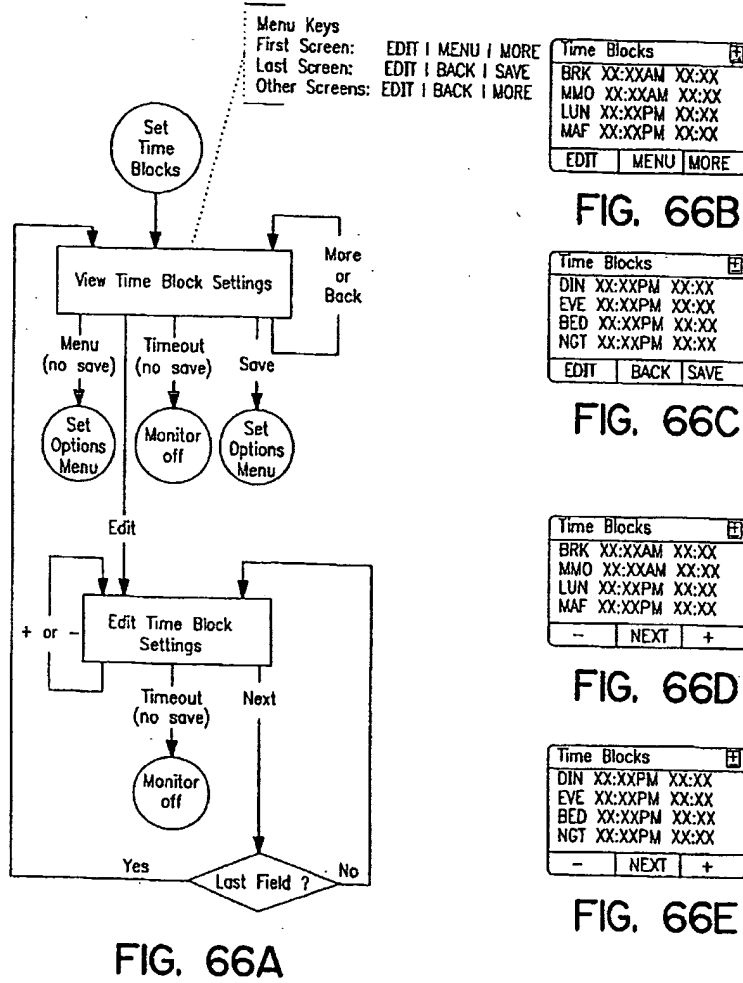 Menu Keys
First Screen: EDIT | MENU | MORE
Last Screen: EDIT | BACK | SAVE
Other Screens: EDIT | BACK | MORE
Set
Time
Blocks
View Time Block Settings
More
or
Back
Menu
(no save)
Timeout
(no save)
Save
Set
Options
Menu
Monitor
off
Set
Options
Menu
Edit
+ or -
Edit Time Block
Settings
Timeout
(no save)
Next
Monitor
off
Yes
Last Field ?
No
FIG. 66A
Time Blocks
BRK XX:XXAM XX:XX
MMO XX:XXAM XX:XX
LUN XX:XXPM XX:XX
MAF XX:XXPM XX:XX
EDIT MENU MORE
FIG. 66B
Time Blocks
DIN XX:XXPM XX:XX
EVE XX:XXPM XX:XX
BED XX:XXPM XX:XX
NGT XX:XXPM XX:XX
EDIT BACK SAVE
FIG. 66C
Time Blocks
BRK XX:XXAM XX:XX
MMO XX:XXAM XX:XX
LUN XX:XXPM XX:XX
MAF XX:XXPM XX:XX
- NEXT +
FIG. 66D
Time Blocks
DIN XX:XXPM XX:XX
EVE XX:XXPM XX:XX
BED XX:XXPM XX:XX
NGT XX:XXPM XX:XX
- NEXT +
FIG. 66E